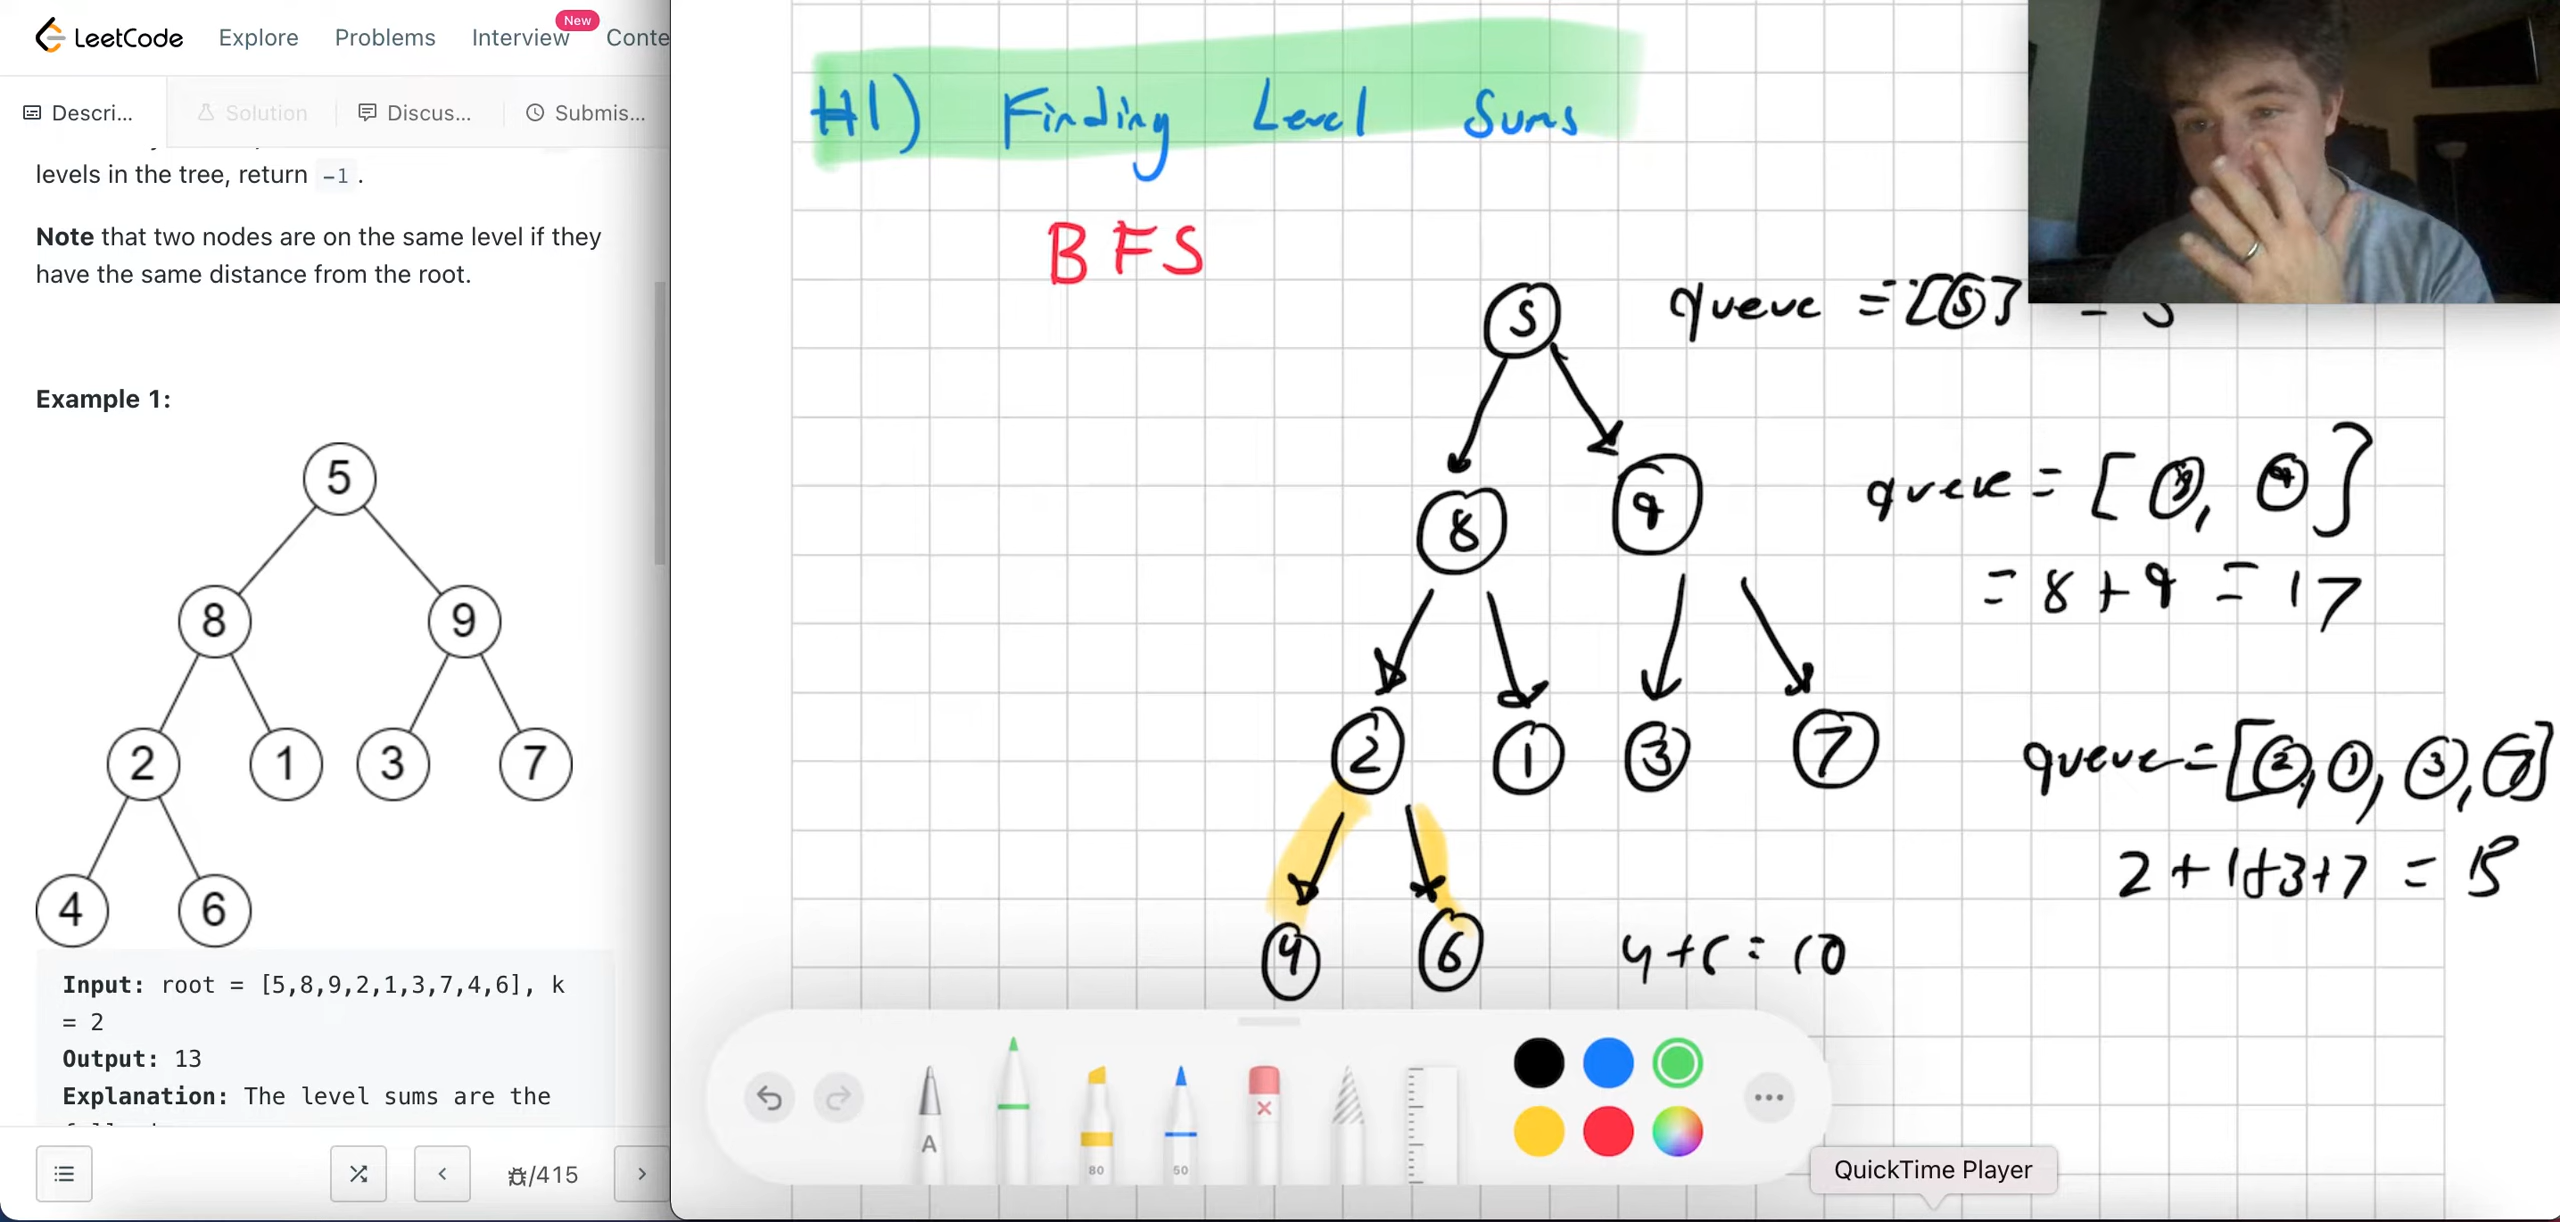 LeetCode Explore Problems Interview New Conte
Descri... Solution Discus... Submis...
levels in the tree, return -1 .
Note that two nodes are on the same level if they
have the same distance from the root.
Example 1:
5
8 9
2 1 3 7
4 6
Input: root = [5,8,9,2,1,3,7,4,6], k
= 2
Output: 13
Explanation: The level sums are the
/415
H1) Finding Level Sums
BFS
5 queue = [5] = 5
8 9 queue = [8, 9]
= 8 + 9 = 17
2 1 3 7 queue = [2, 1, 3, 7]
2 + 1 + 3 + 7 = 13
4 6 4 + 6 = 10
A 80 50
QuickTime Player